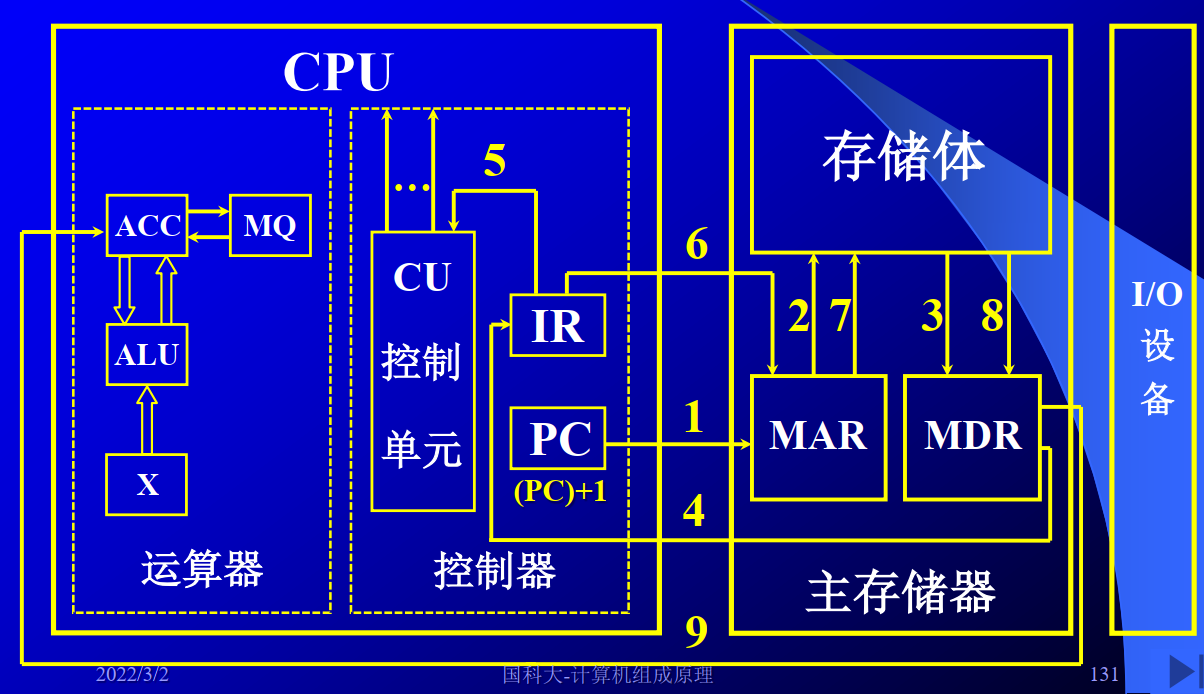 CPU
存储体
5
…
ACC
MQ
6
CU
控制
单元
IR
2
7
3
8
I/O
设
备
ALU
1
PC
(PC)+1
MAR
MDR
X
4
运算器
控制器
主存储器
9
2022/3/2
国科大-计算机组成原理
131